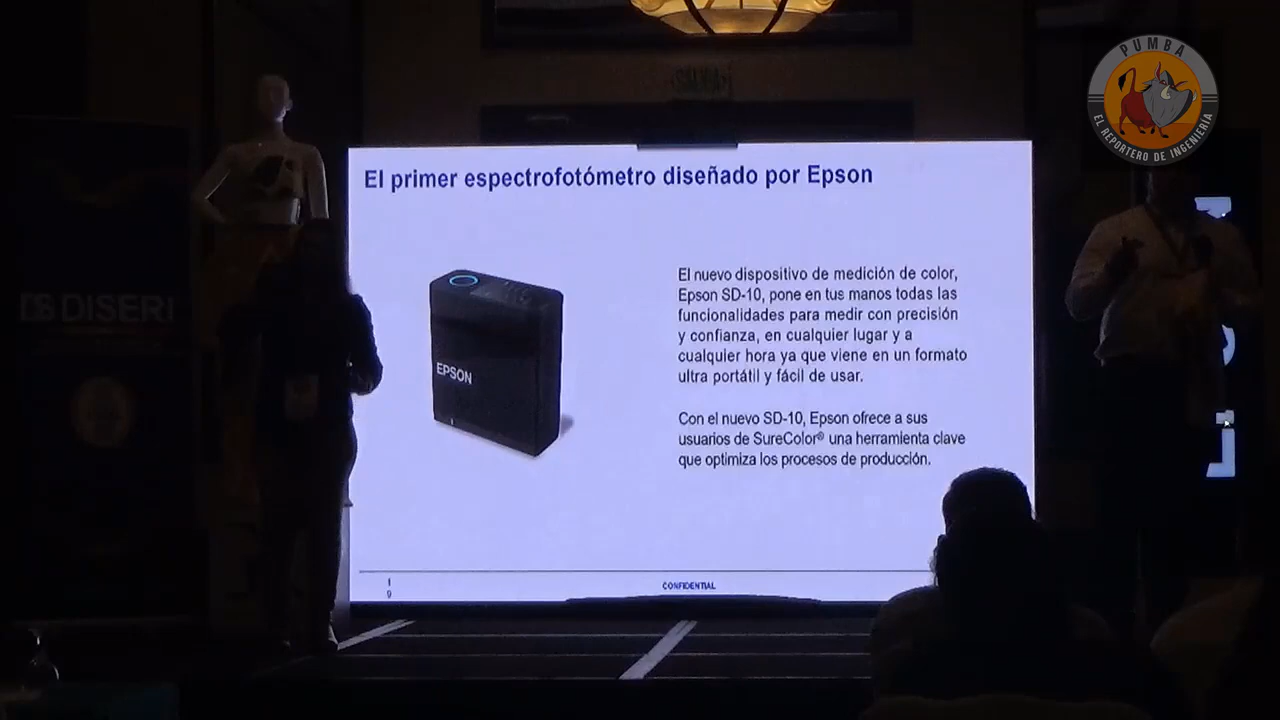 PUMBA
EL REPORTERO DE INGENIERÍA
El primer espectrofotómetro diseñado por Epson
El nuevo dispositivo de medición de color,
Epson SD-10, pone en tus manos todas las
funcionalidades para medir con precisión
y confianza, en cualquier lugar y a
cualquier hora ya que viene en un formato
ultra portátil y fácil de usar.
EPSON
Con el nuevo SD-10, Epson ofrece a sus
usuarios de SureColor® una herramienta clave
que optimiza los procesos de producción.
DISERI
CONFIDENTIAL